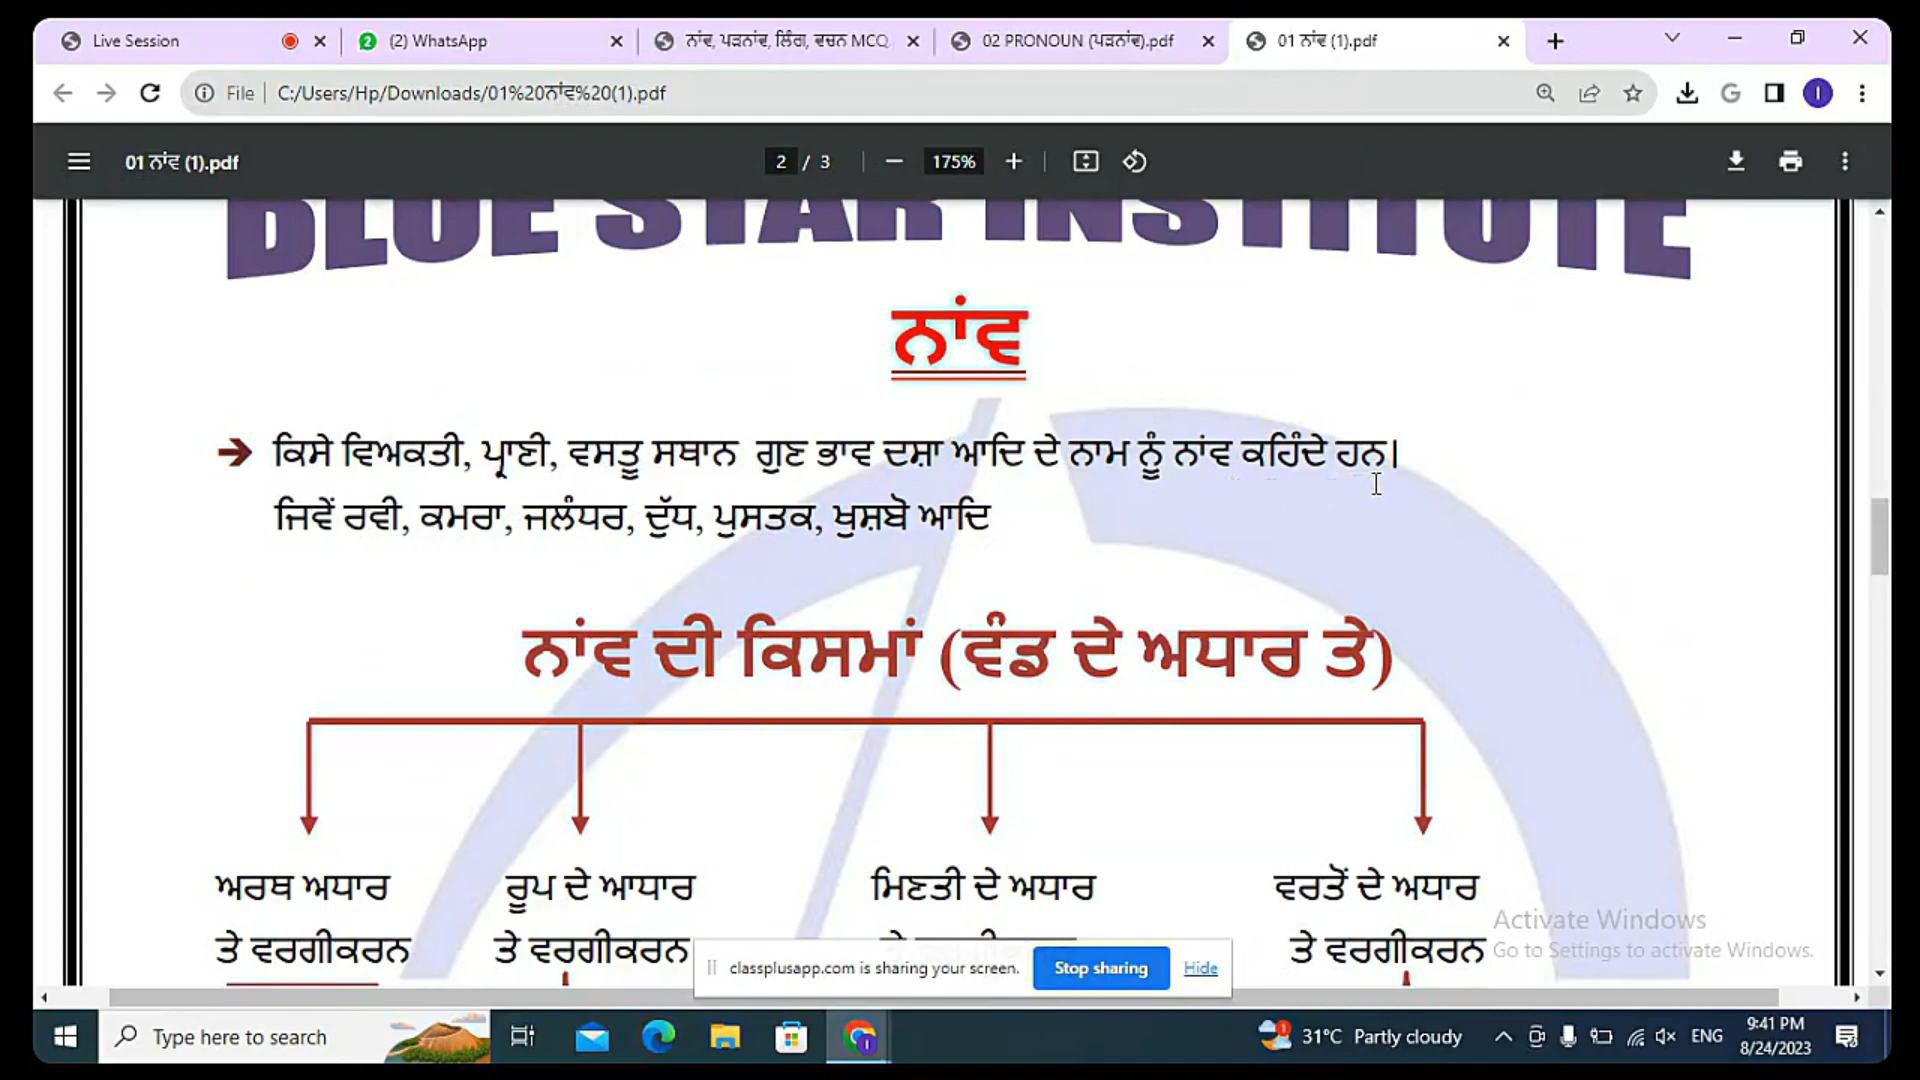 Live Session
(2) WhatsApp
ਨਾਂਵ, ਪੜਨਾਂਵ, ਲਿੰਗ, ਵਚਨ MCQ
02 PRONOUN (ਪੜਨਾਂਵ).pdf
01 ਨਾਂਵ (1).pdf
File
C:/Users/Hp/Downloads/01%20ਨਾਂਵ%20(1).pdf
01 ਨਾਂਵ (1).pdf
2 / 3
175%
BLUE STAR INSTITUTE
ਨਾਂਵ
ਕਿਸੇ ਵਿਅਕਤੀ, ਪ੍ਰਾਣੀ, ਵਸਤੂ ਸਥਾਨ ਗੁਣ ਭਾਵ ਦਸ਼ਾ ਆਦਿ ਦੇ ਨਾਮ ਨੂੰ ਨਾਂਵ ਕਹਿੰਦੇ ਹਨ।
ਜਿਵੇਂ ਰਵੀ, ਕਮਰਾ, ਜਲੰਧਰ, ਦੁੱਧ, ਪੁਸਤਕ, ਖੁਸ਼ਬੋ ਆਦਿ
ਨਾਂਵ ਦੀ ਕਿਸਮਾਂ (ਵੰਡ ਦੇ ਅਧਾਰ ਤੇ)
ਅਰਥ ਅਧਾਰ
ਤੇ ਵਰਗੀਕਰਨ
ਰੂਪ ਦੇ ਆਧਾਰ
ਤੇ ਵਰਗੀਕਰਨ
ਮਿਣਤੀ ਦੇ ਅਧਾਰ
ਵਰਤੋਂ ਦੇ ਅਧਾਰ
ਤੇ ਵਰਗੀਕਰਨ
Activate Windows
Go to Settings to activate Windows.
classplusapp.com is sharing your screen.
Stop sharing
Hide
Type here to search
31°C Partly cloudy
ENG
9:41 PM
8/24/2023